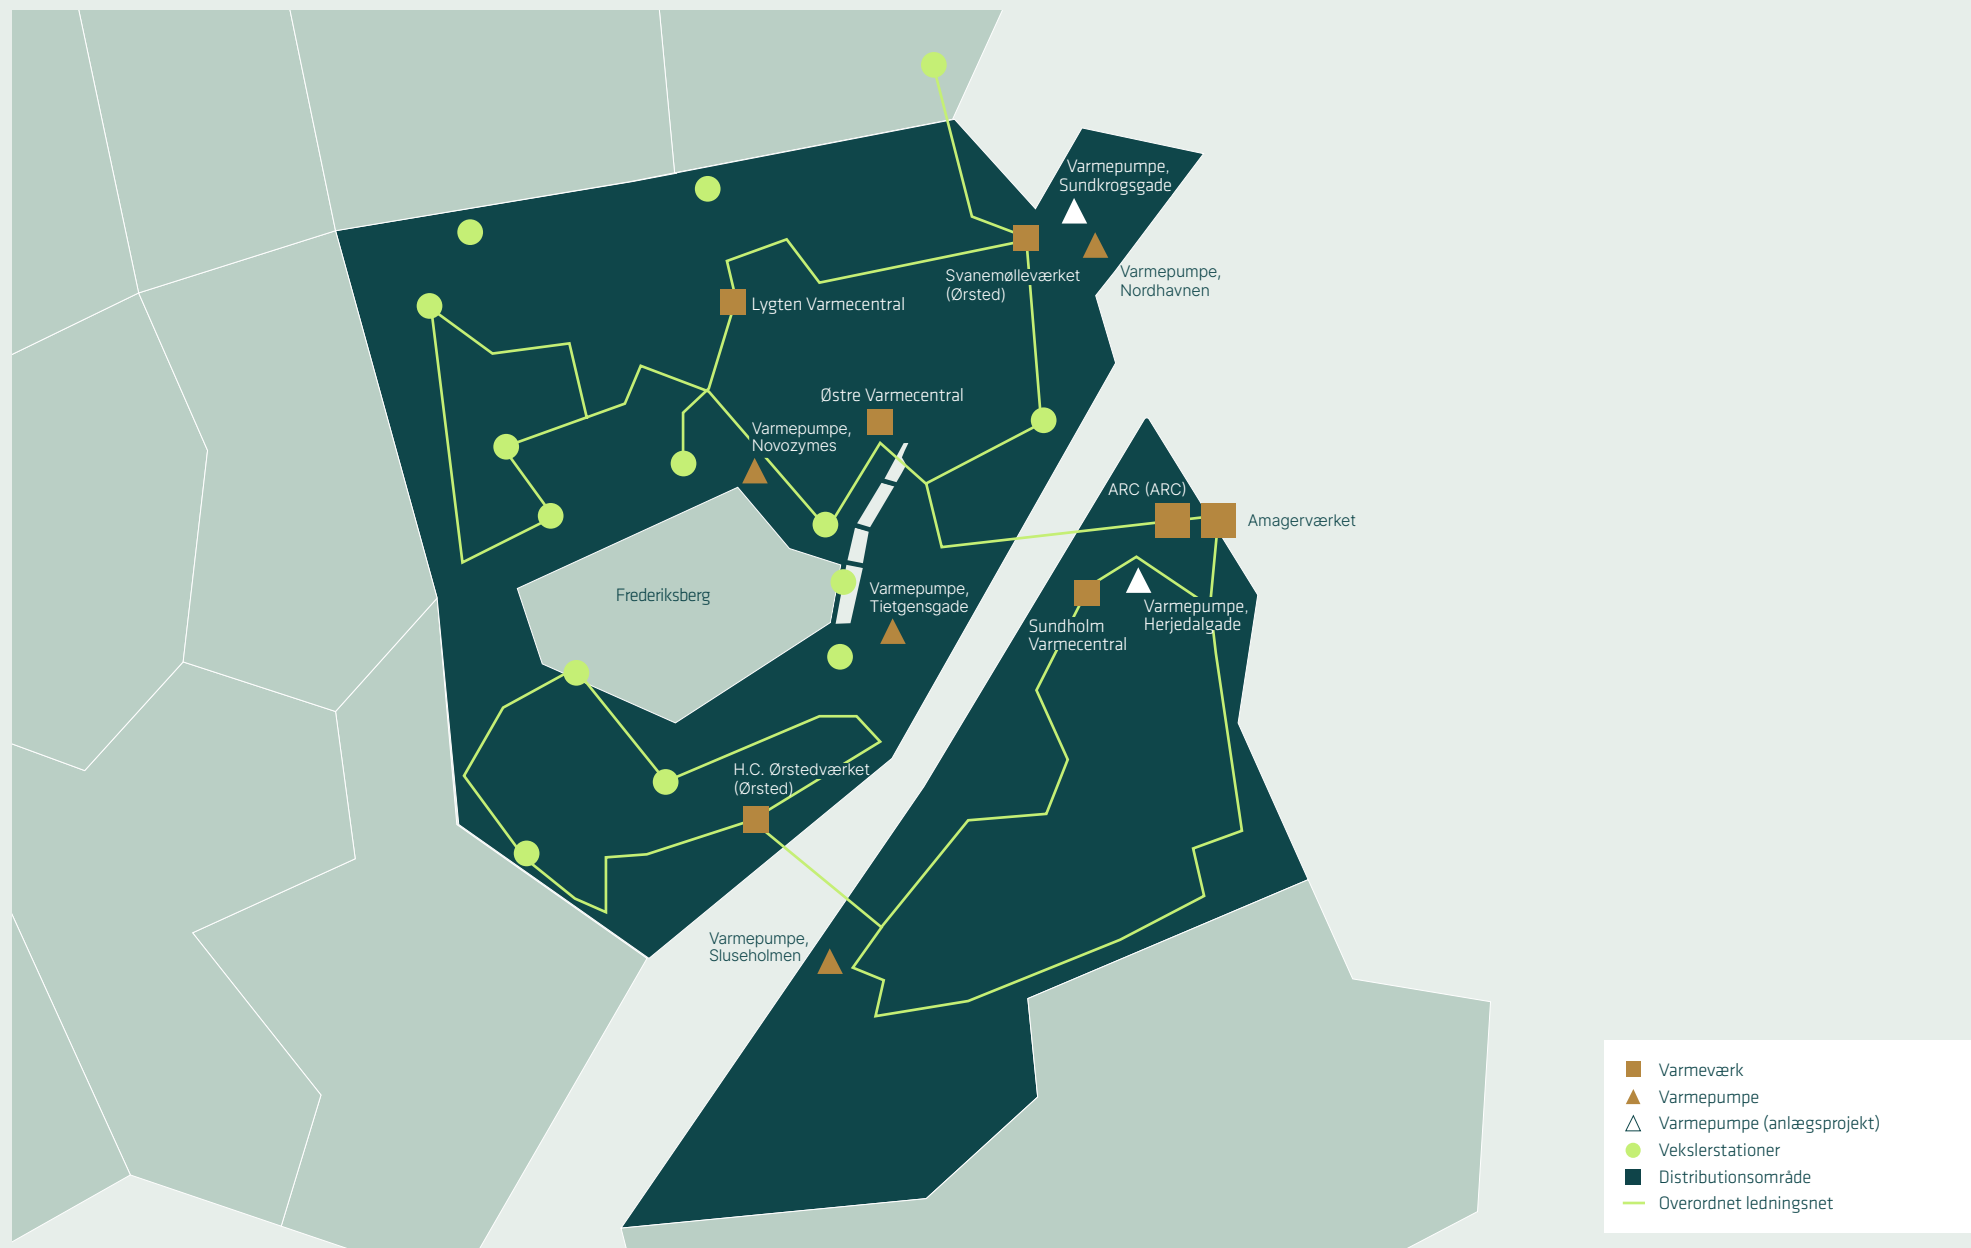 Varmepumpe,
Sundkrogsgade
Svanemølleværket
(Ørsted)
Varmepumpe,
Nordhavnen
Lygten Varmecentral
Østre Varmecentral
Varmepumpe,
Novozymes
ARC (ARC)
Amagerværket
Frederiksberg
Varmepumpe,
Tietgensgade
Varmepumpe,
Herjedalgade
Sundholm
Varmecentral
H.C. Ørstedværket
(Ørsted)
Varmepumpe,
Sluseholmen
Varmeværk
Varmepumpe
Varmepumpe (anlægsprojekt)
Vekslerstationer
Distributionsområde
Overordnet ledningsnet